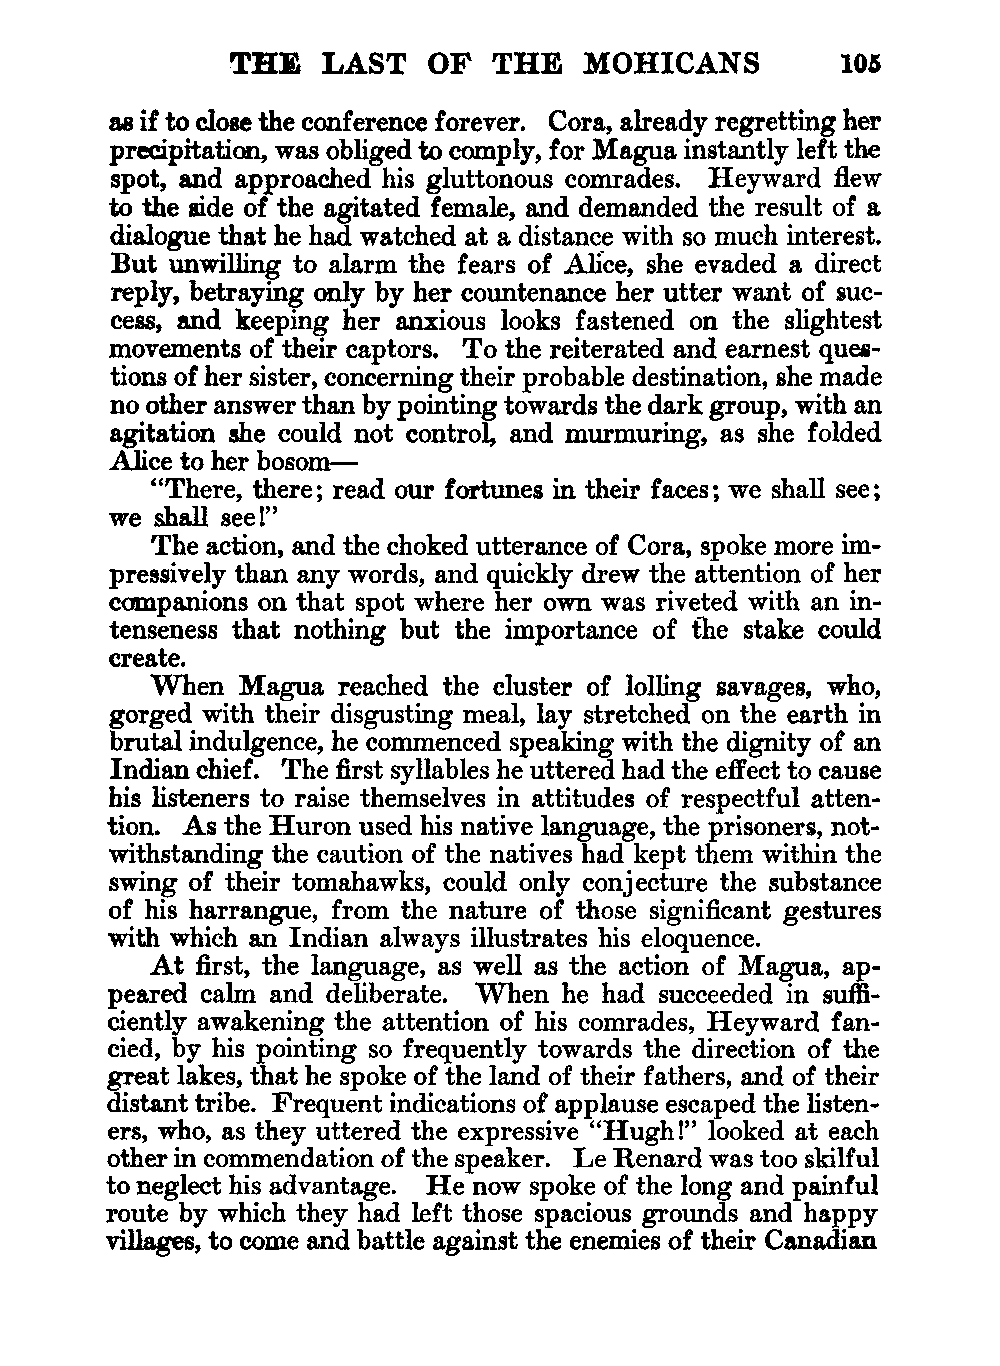 THE LAST OF THE MOHICANS 105
as if to close the conference forever. Cora, already regretting her
precipitation, was obliged to comply, for Magua instantly left the
spot, and approached his gluttonous comrades. Heyward flew
to the side of the agitated female, and demanded the result of a
dialogue that he had watched at a distance with so much interest.
But unwilling to alarm the fears of Alice, she evaded a direct
reply, betraying only by her countenance her utter want of suc-
cess, and keeping her anxious looks fastened on the slightest
movements of their captors. To the reiterated and earnest ques-
tions of her sister, concerning their probable destination, she made
no other answer than by pointing towards the dark group, with an
agitation she could not control, and murmuring, as she folded
Alice to her bosom—
“There, there; read our fortunes in their faces; we shall see;
we shall see!”
The action, and the choked utterance of Cora, spoke more im-
pressively than any words, and quickly drew the attention of her
companions on that spot where her own was riveted with an in-
tenseness that nothing but the importance of the stake could
create.
When Magua reached the cluster of lolling savages, who,
gorged with their disgusting meal, lay stretched on the earth in
brutal indulgence, he commenced speaking with the dignity of an
Indian chief. The first syllables he uttered had the effect to cause
his listeners to raise themselves in attitudes of respectful atten-
tion. As the Huron used his native language, the prisoners, not-
withstanding the caution of the natives had kept them within the
swing of their tomahawks, could only conjecture the substance
of his harrangue, from the nature of those significant gestures
with which an Indian always illustrates his eloquence.
At first, the language, as well as the action of Magua, ap-
peared calm and deliberate. When he had succeeded in suffi-
ciently awakening the attention of his comrades, Heyward fan-
cied, by his pointing so frequently towards the direction of the
great lakes, that he spoke of the land of their fathers, and of their
distant tribe. Frequent indications of applause escaped the listen-
ers, who, as they uttered the expressive “Hugh!” looked at each
other in commendation of the speaker. Le Renard was too skilful
to neglect his advantage. He now spoke of the long and painful
route by which they had left those spacious grounds and happy
villages, to come and battle against the enemies of their Canadian